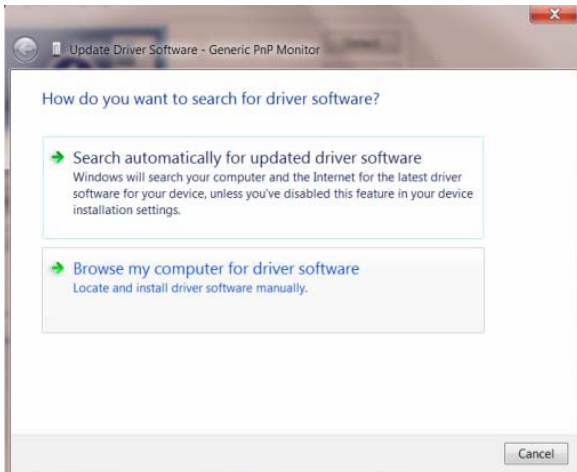 Update Driver Software - Generic PnP Monitor
How do you want to search for driver software?
Search automatically for updated driver software
Windows will search your computer and the Internet for the latest driver
software for your device, unless you've disabled this feature in your device
installation settings.
Browse my computer for driver software
Locate and install driver software manually.
Cancel